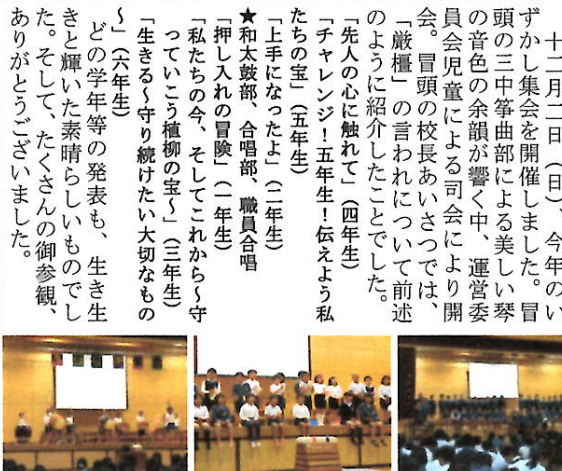 十二月二日（日）、今年のい
ずかし集会を開催しました。冒
頭の三中筝曲部による美しい琴
の音色の余韻が響く中、運営委
員会児童による司会により開
会。冒頭の校長あいさつでは、
「厳橿」の言われについて前述
のように紹介したことでした。
「先人の心に触れて」（四年生）
「チャレンジ！五年生！伝えよう私
たちの宝」（五年生）
「上手になったよ」（二年生）
★和太鼓部、合唱部、職員合唱
「押し入れの冒険」（一年生）
「私たちの今、そしてこれから～守
っていこう植柳の宝～」（三年生）
「生きる～守り続けたい大切なもの
～」（六年生）
どの学年等の発表も、生き生
きと輝いた素晴らしいものでし
た。そして、たくさんの御参観、
ありがとうございました。